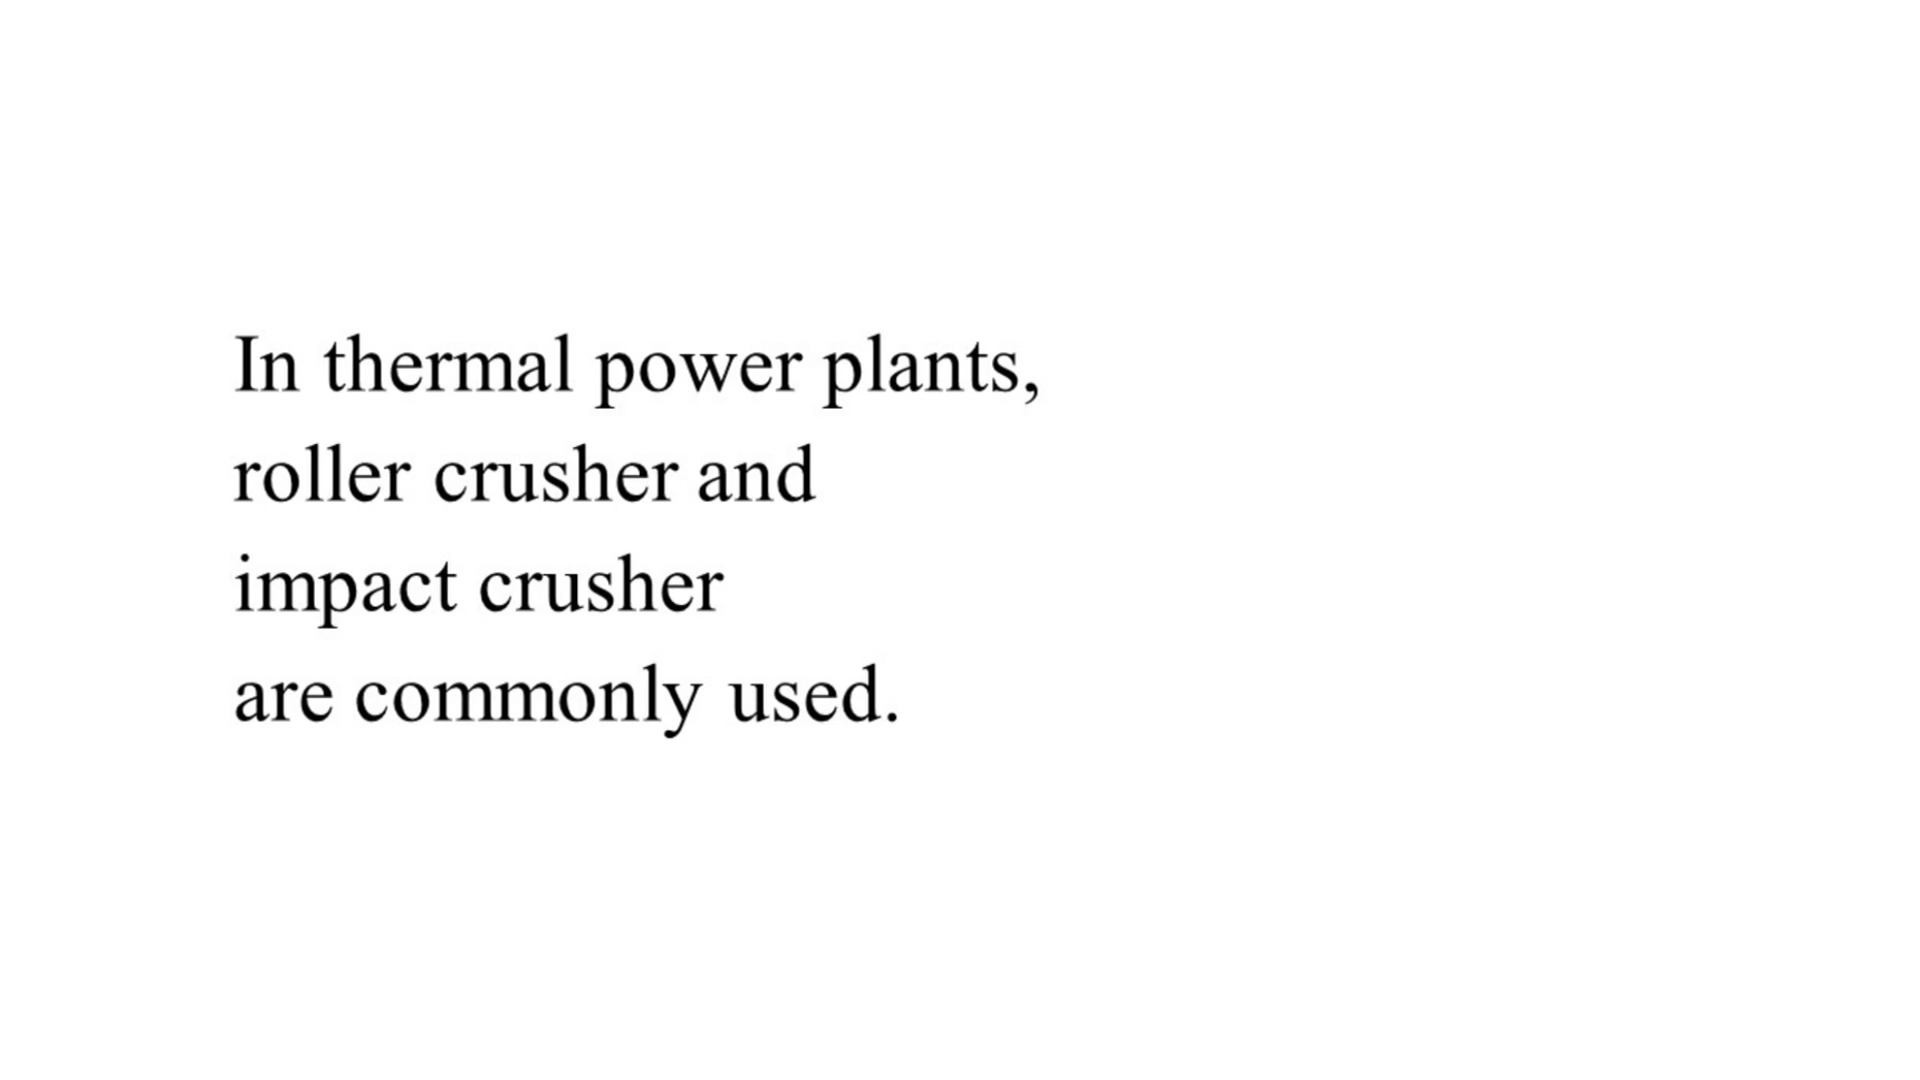 In thermal power plants,
roller crusher and
impact crusher
are commonly used.